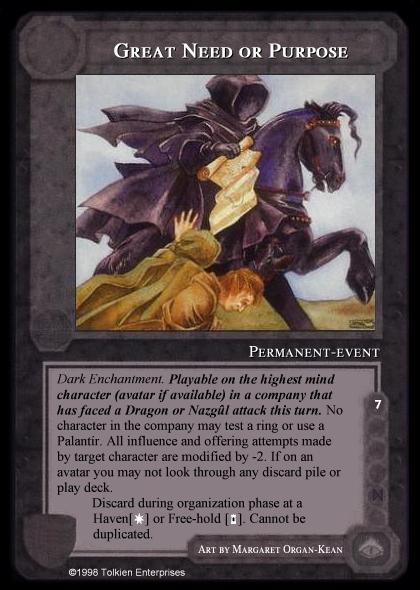 Great Need or Purpose
Permanent-event
Dark Enchantment. Playable on the highest mind
character (avatar if available) in a company that
has faced a Dragon or Nazgûl attack this turn. No
character in the company may test a ring or use a
Palantír. All influence and offering attempts made
by target character are modified by -2. If on an
avatar you may not look through any discard pile or
play deck.
Discard during organization phase at a
Haven[] or Free-hold []. Cannot be
duplicated.
7
Art by Margaret Organ-Kean
©1998 Tolkien Enterprises